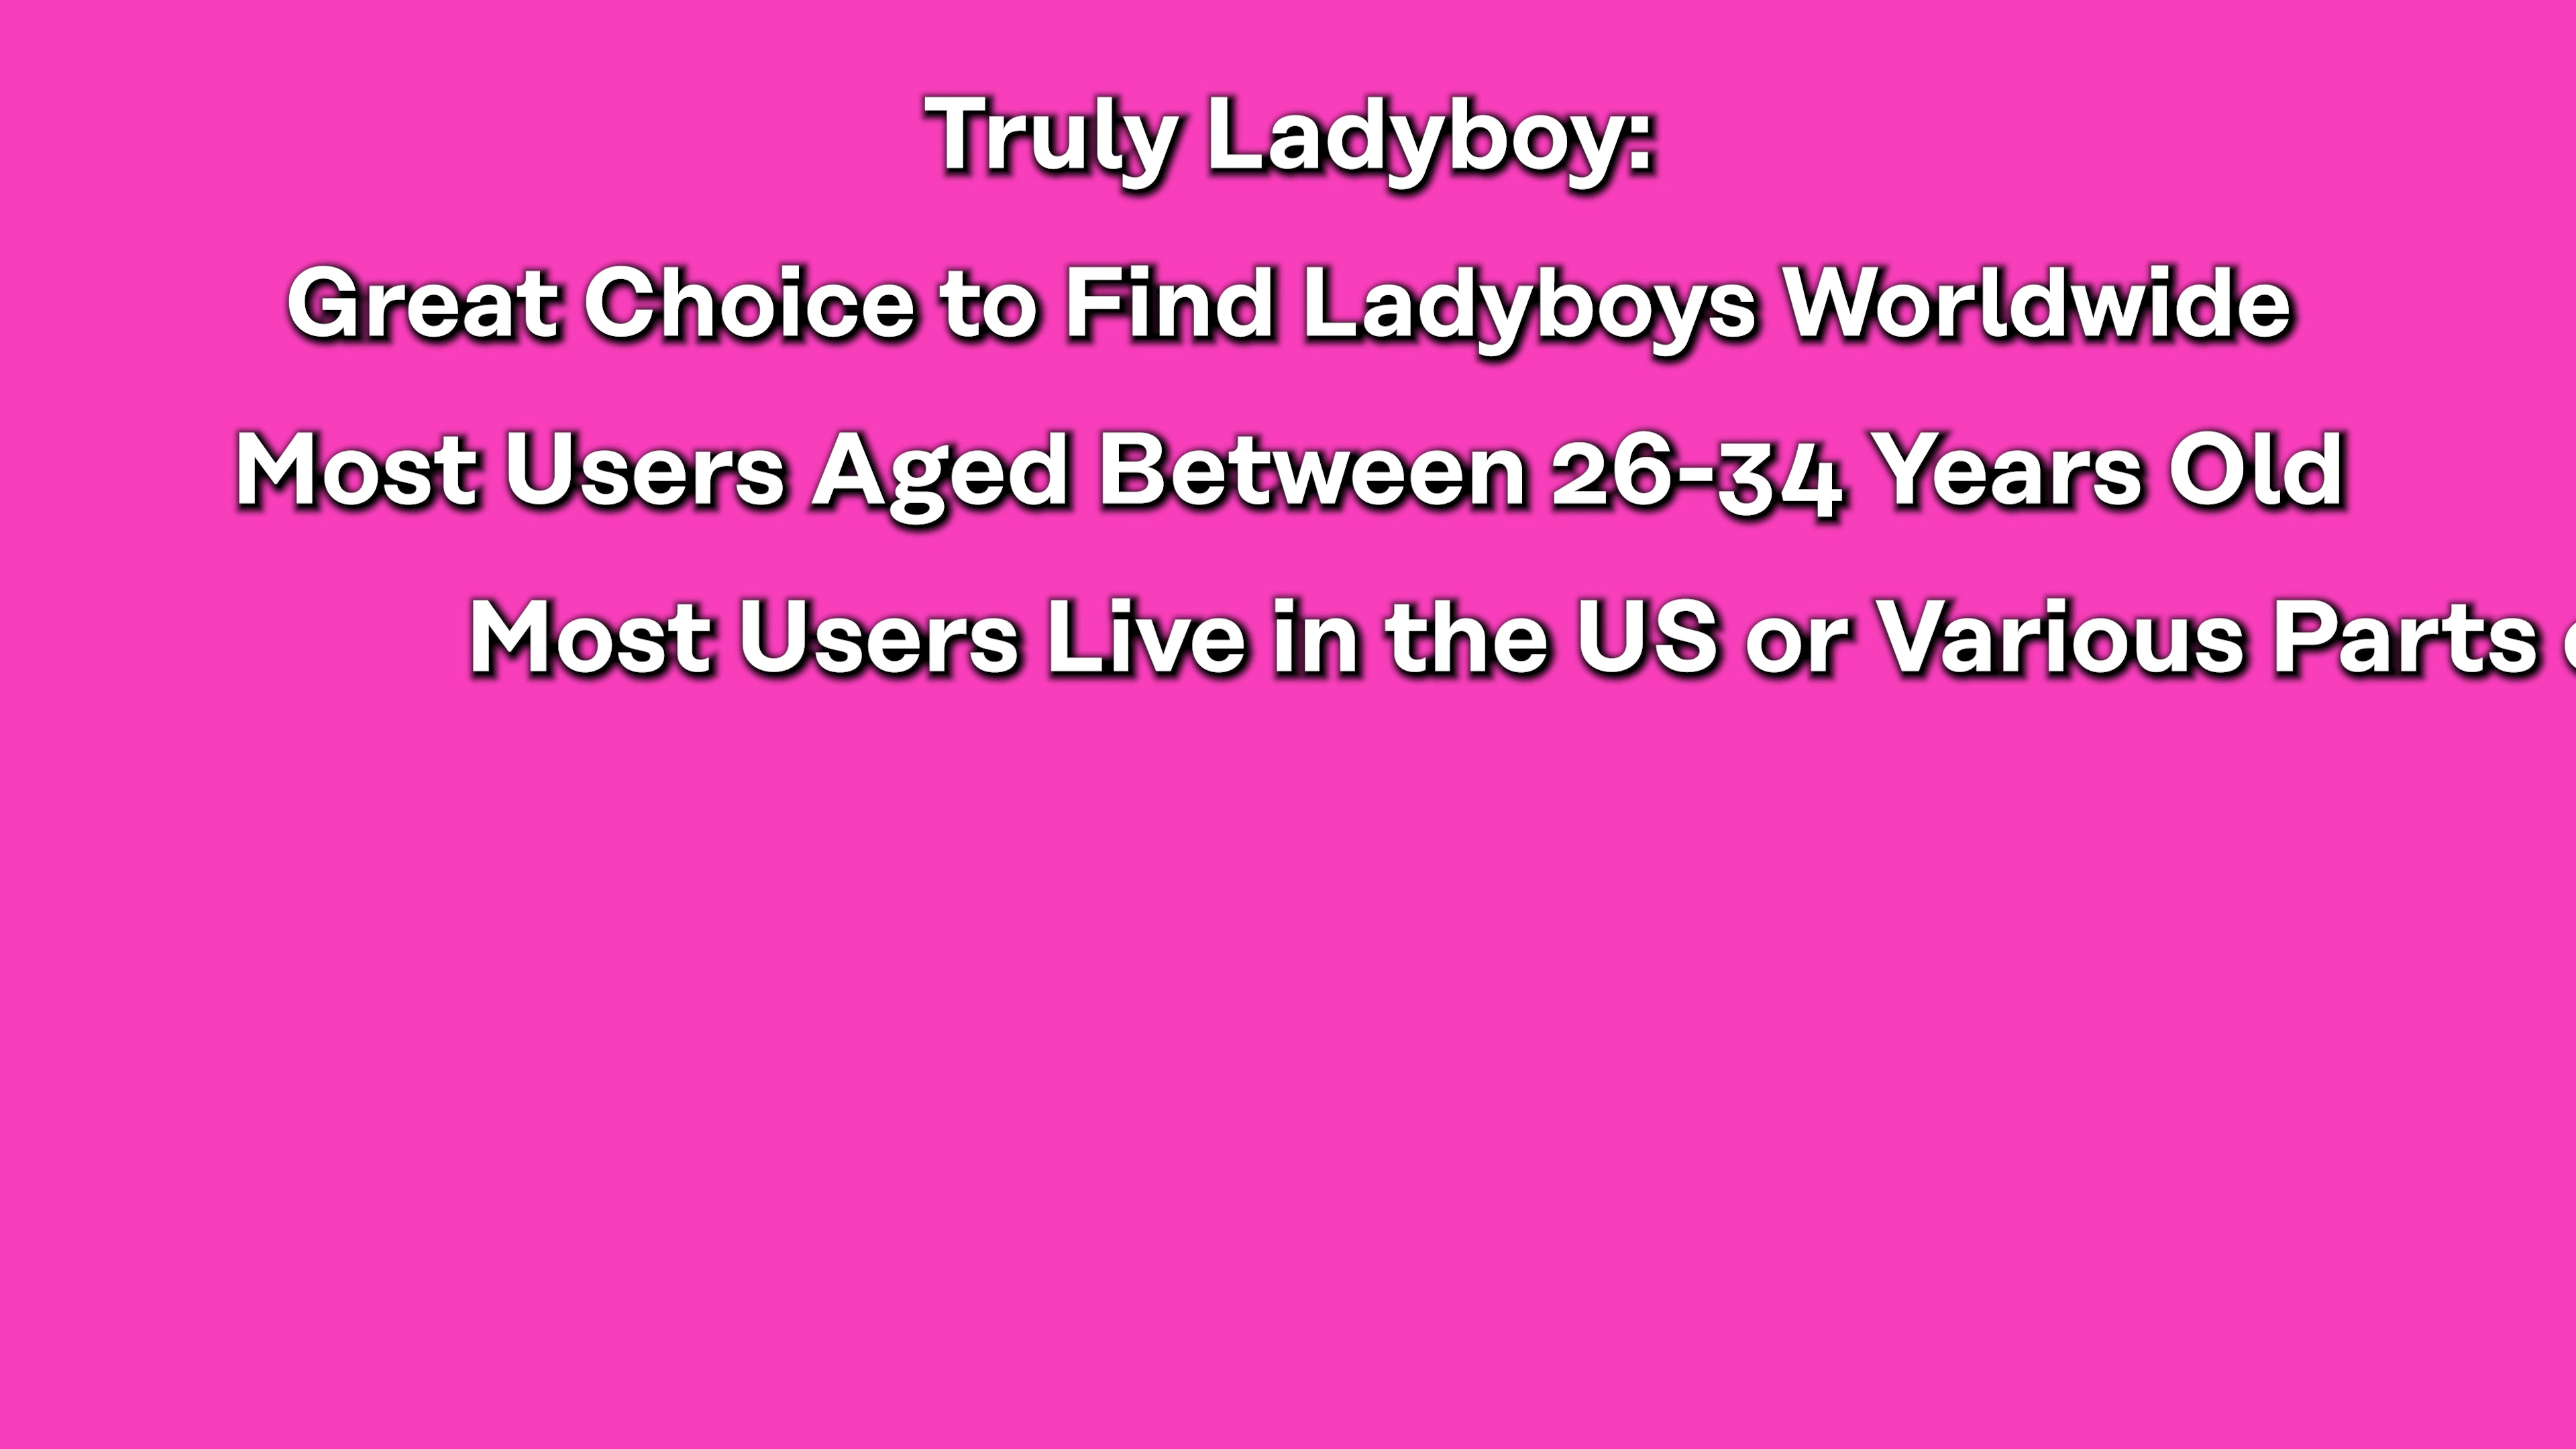 Truly Ladyboy:
Great Choice to Find Ladyboys Worldwide
Most Users Aged Between 26-34 Years Old
Most Users Live in the US or Various Parts